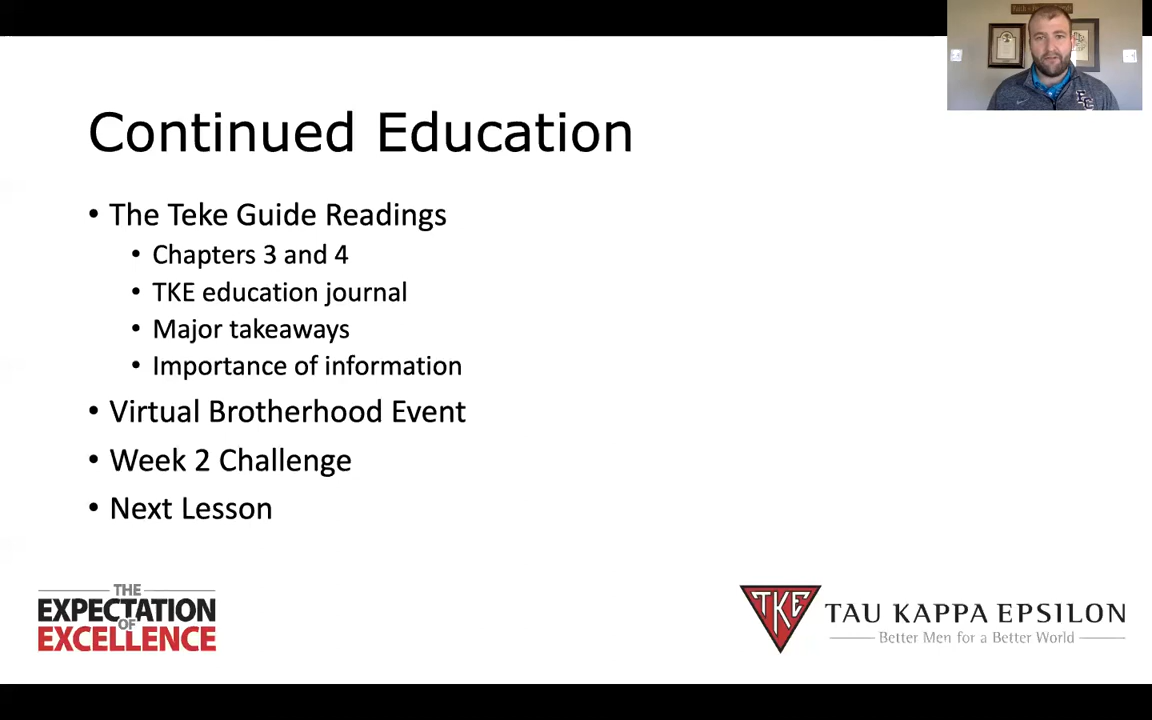 Continued Education
• The Teke Guide Readings
• Chapters 3 and 4
• TKE education journal
• Major takeaways
• Importance of information
• Virtual Brotherhood Event
• Week 2 Challenge
• Next Lesson
THE
EXPECTATION
OF
EXCELLENCE
TKE
TAU KAPPA EPSILON
Better Men for a Better World
EC